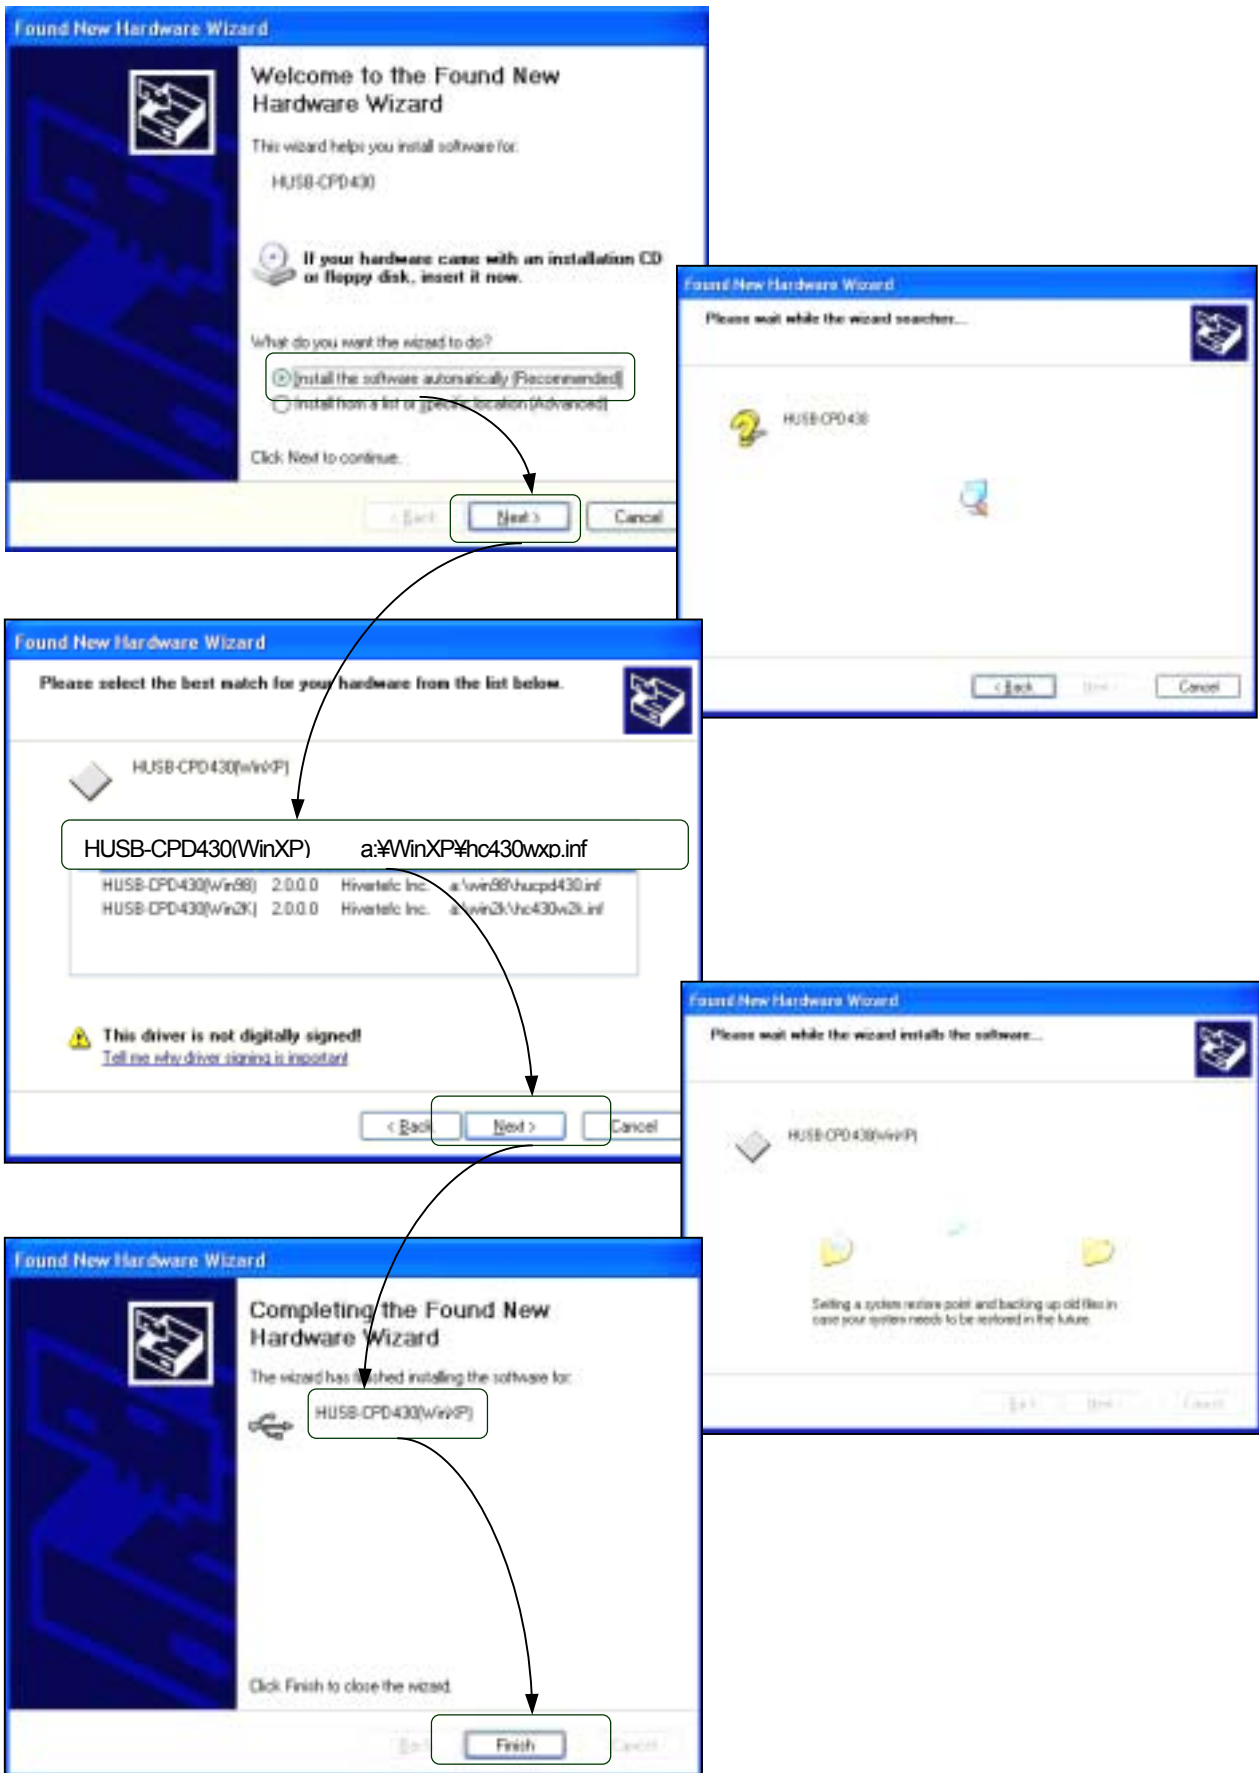 Found New Hardware Wizard
Welcome to the Found New
Hardware Wizard
This wizard helps you install software for:
HUSB-CPD430
If your hardware came with an installation CD
or floppy disk, insert it now.
What do you want the wizard to do?
Install the software automatically (Recommended)
Install from a list or specific location (Advanced)
Click Next to continue.
< Back
Next >
Cancel
Found New Hardware Wizard
Please wait while the wizard searches...
HUSB-CPD430
< Back
Next >
Cancel
Found New Hardware Wizard
Please select the best match for your hardware from the list below.
HUSB-CPD430(WinXP)
HUSB-CPD430(WinXP) a:¥WinXP¥hc430wxp.inf
HUSB-CPD430(Win98) 2.0.0.0 Hivertelc Inc. a:\win98\hucpd430.inf
HUSB-CPD430(Win2K) 2.0.0.0 Hivertelc Inc. a:\win2k\hc430w2k.inf
This driver is not digitally signed!
Tell me why driver signing is important
< Back
Next >
Cancel
Found New Hardware Wizard
Please wait while the wizard installs the software...
HUSB-CPD430(WinXP)
Setting a system restore point and backing up old files in
case your system needs to be restored in the future.
Back
Next >
Cancel
Found New Hardware Wizard
Completing the Found New
Hardware Wizard
The wizard has finished installing the software for:
HUSB-CPD430(WinXP)
Click Finish to close the wizard.
Back
Finish
Cancel